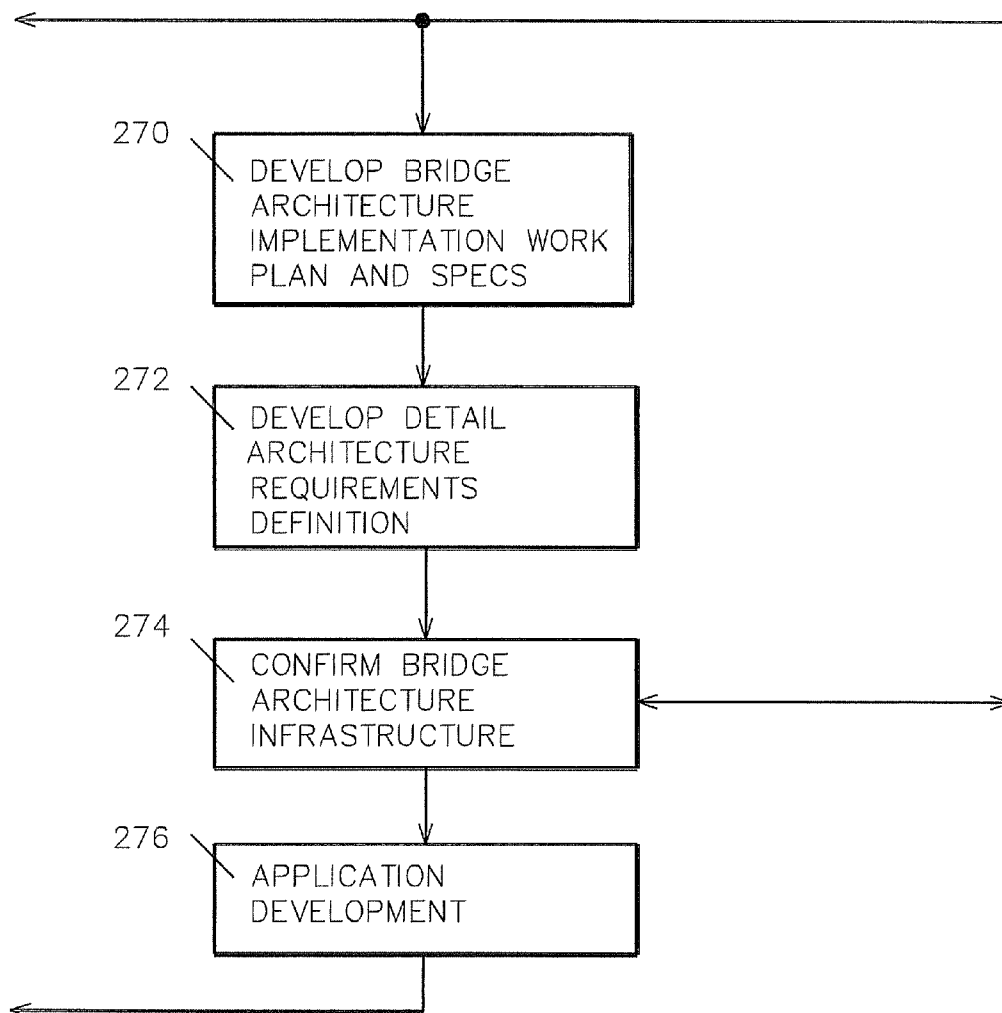 270
DEVELOP BRIDGE
ARCHITECTURE
IMPLEMENTATION WORK
PLAN AND SPECS
272
DEVELOP DETAIL
ARCHITECTURE
REQUIREMENTS
DEFINITION
274
CONFIRM BRIDGE
ARCHITECTURE
INFRASTRUCTURE
276
APPLICATION
DEVELOPMENT